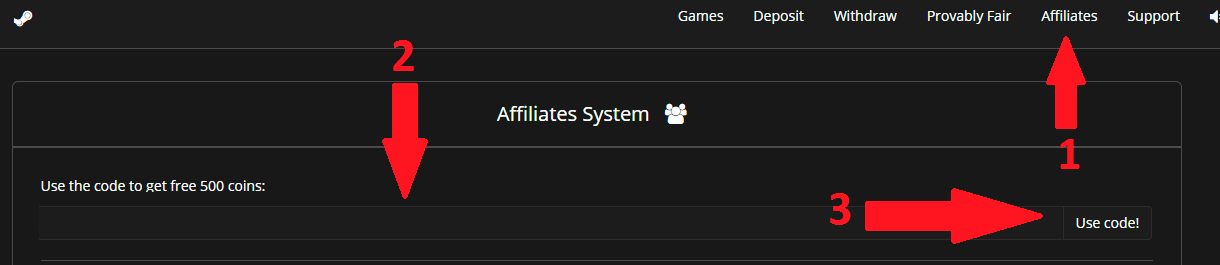 Games Deposit Withdraw Provably Fair Affiliates Support
2
Affiliates System
1
Use the code to get free 500 coins:
3
Use code!